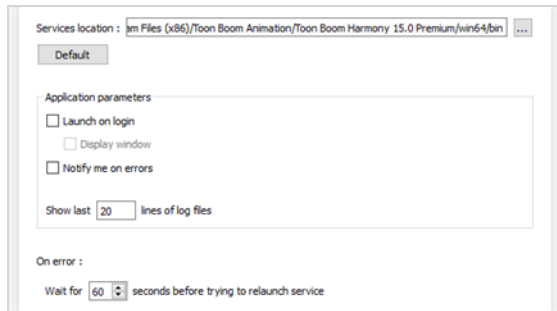 Services location : am Files (x86)/Toon Boom Animation/Toon Boom Harmony 15.0 Premium/win64/bin ...
Default
Application parameters
Launch on login
Display window
Notify me on errors
Show last 20 lines of log files
On error :
Wait for 60 seconds before trying to relaunch service